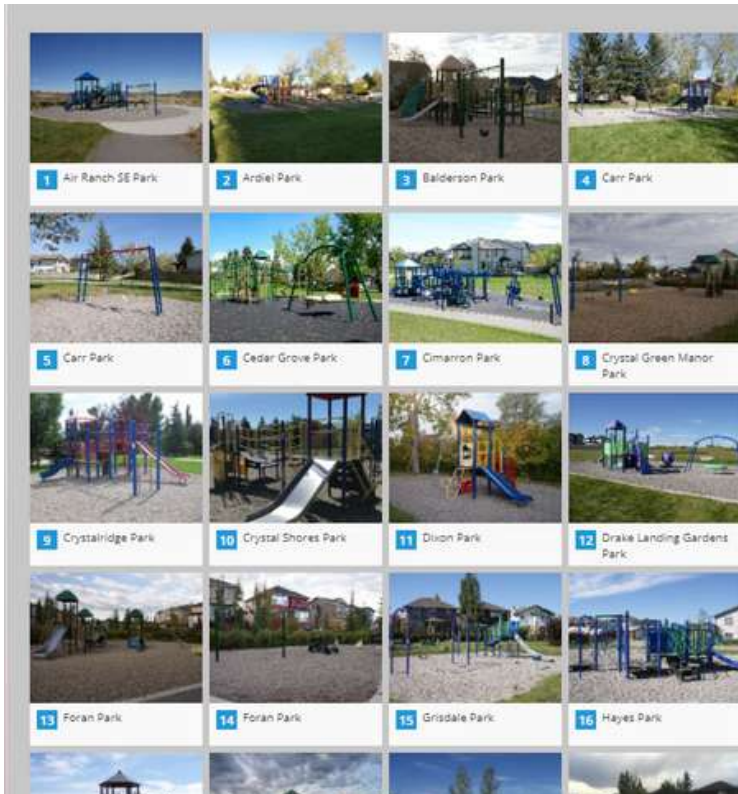 1 Air Ranch SE Park
2 Ardiel Park
3 Balderson Park
4 Carr Park
5 Carr Park
6 Cedar Grove Park
7 Cimarron Park
8 Crystal Green Manor
Park
9 Crystalridge Park
10 Crystal Shores Park
11 Dixon Park
12 Drake Landing Gardens
Park
13 Foran Park
14 Foran Park
15 Grisdale Park
16 Hayes Park